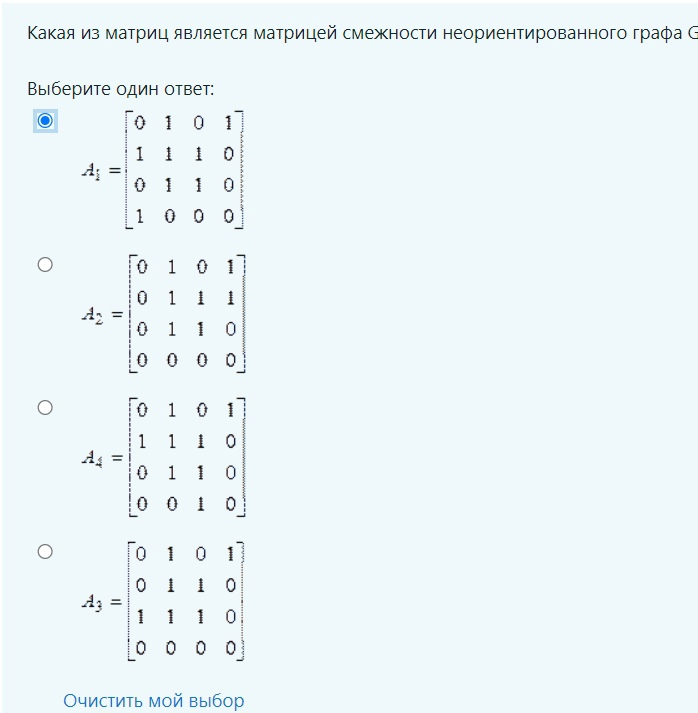 Какая из матриц является матрицей смежности неориентированного графа G
Выберите один ответ:
0 1 0 1
1 1 1 0
A₁ =
0 1 1 0
1 0 0 0
0 1 0 1
0 1 1 1
A₂ =
0 1 1 0
0 0 0 0
0 1 0 1
1 1 1 0
A₄ =
0 1 1 0
0 0 1 0
0 1 0 1
0 1 1 0
A₃ =
1 1 1 0
0 0 0 0
Очистить мой выбор